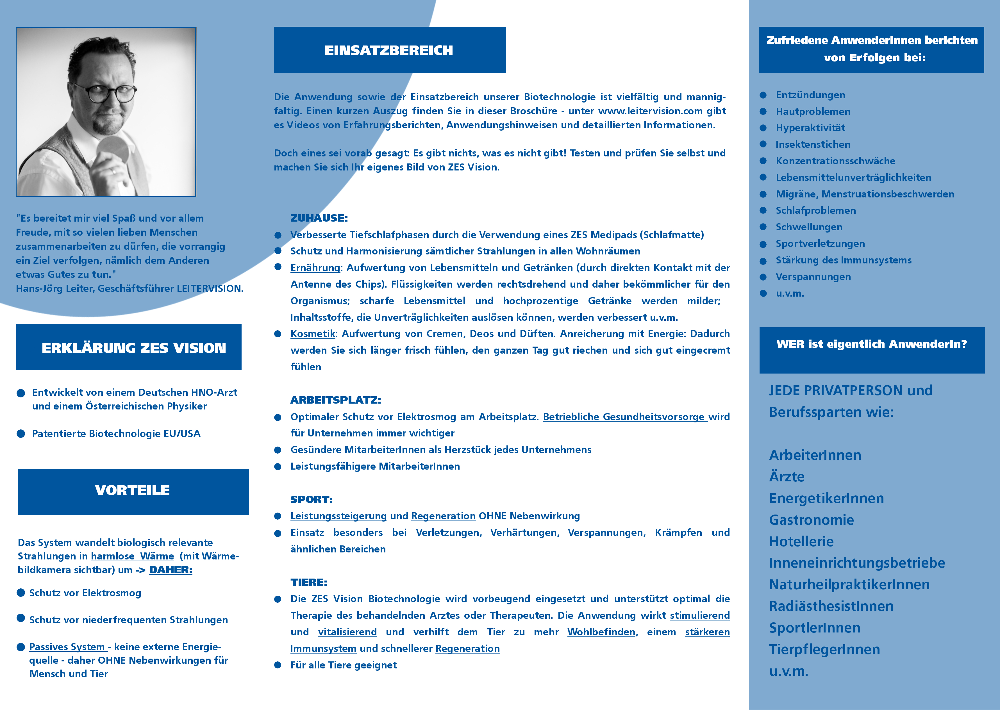 "Es bereitet mir viel Spaß und vor allem
Freude, mit so vielen lieben Menschen
zusammenarbeiten zu dürfen, die vorrangig
ein Ziel verfolgen, nämlich dem Anderen
etwas Gutes zu tun."
Hans-Jörg Leiter, Geschäftsführer LEITERVISION.
ERKLÄRUNG ZES VISION
Entwickelt von einem Deutschen HNO-Arzt
und einem Österreichischen Physiker
Patentierte Biotechnologie EU/USA
VORTEILE
Das System wandelt biologisch relevante
Strahlungen in harmlose Wärme (mit Wärme-
bildkamera sichtbar) um -> DAHER:
Schutz vor Elektrosmog
Schutz vor niederfrequenten Strahlungen
Passives System - keine externe Energie-
quelle - daher OHNE Nebenwirkungen für
Mensch und Tier
EINSATZBEREICH
Die Anwendung sowie der Einsatzbereich unserer Biotechnologie ist vielfältig und mannig-
faltig. Einen kurzen Auszug finden Sie in dieser Broschüre - unter www.leitervision.com gibt
es Videos von Erfahrungsberichten, Anwendungshinweisen und detaillierten Informationen.
Doch eines sei vorab gesagt: Es gibt nichts, was es nicht gibt! Testen und prüfen Sie selbst und
machen Sie sich Ihr eigenes Bild von ZES Vision.
ZUHAUSE:
Verbesserte Tiefschlafphasen durch die Verwendung eines ZES Medipads (Schlafmatte)
Schutz und Harmonisierung sämtlicher Strahlungen in allen Wohnräumen
Ernährung: Aufwertung von Lebensmitteln und Getränken (durch direkten Kontakt mit der
Antenne des Chips). Flüssigkeiten werden rechtsdrehend und daher bekömmlicher für den
Organismus; scharfe Lebensmittel und hochprozentige Getränke werden milder;
Inhaltsstoffe, die Unverträglichkeiten auslösen können, werden verbessert u.v.m.
Kosmetik: Aufwertung von Cremen, Deos und Düften. Anreicherung mit Energie: Dadurch
werden Sie sich länger frisch fühlen, den ganzen Tag gut riechen und sich gut eingecremt
fühlen
ARBEITSPLATZ:
Optimaler Schutz vor Elektrosmog am Arbeitsplatz. Betriebliche Gesundheitsvorsorge wird
für Unternehmen immer wichtiger
Gesündere MitarbeiterInnen als Herzstück jedes Unternehmens
Leistungsfähigere MitarbeiterInnen
SPORT:
Leistungssteigerung und Regeneration OHNE Nebenwirkung
Einsatz besonders bei Verletzungen, Verhärtungen, Verspannungen, Krämpfen und
ähnlichen Bereichen
TIERE:
Die ZES Vision Biotechnologie wird vorbeugend eingesetzt und unterstützt optimal die
Therapie des behandelnden Arztes oder Therapeuten. Die Anwendung wirkt stimulierend
und vitalisierend und verhilft dem Tier zu mehr Wohlbefinden, einem stärkeren
Immunsystem und schnellerer Regeneration
Für alle Tiere geeignet
Zufriedene AnwenderInnen berichten
von Erfolgen bei:
Entzündungen
Hautproblemen
Hyperaktivität
Insektenstichen
Konzentrationsschwäche
Lebensmittelunverträglichkeiten
Migräne, Menstruationsbeschwerden
Schlafproblemen
Schwellungen
Sportverletzungen
Stärkung des Immunsystems
Verspannungen
u.v.m.
WER ist eigentlich AnwenderIn?
JEDE PRIVATPERSON und
Berufssparten wie:
ArbeiterInnen
Ärzte
EnergetikerInnen
Gastronomie
Hotellerie
Inneneinrichtungsbetriebe
NaturheilpraktikerInnen
RadiästhesistInnen
SportlerInnen
TierpflegerInnen
u.v.m.